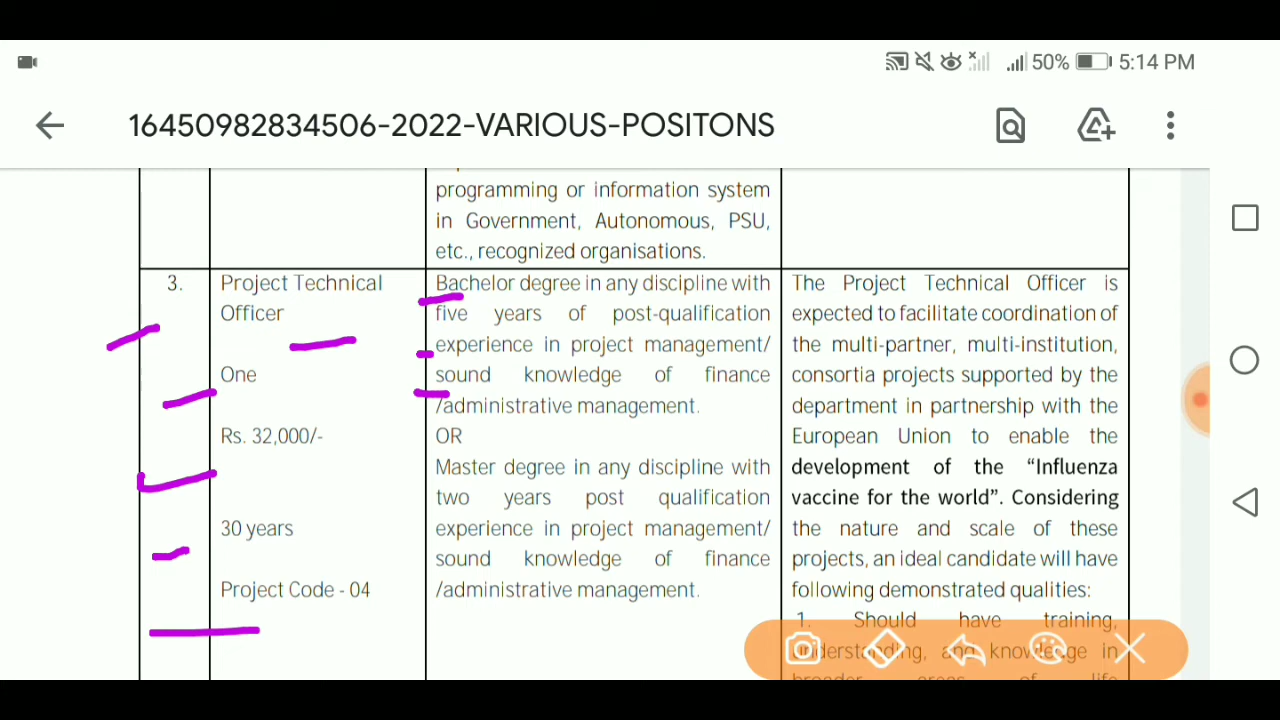 50% 5:14 PM
16450982834506-2022-VARIOUS-POSITONS
programming or information system
in Government, Autonomous, PSU,
etc., recognized organisations.
3.
Project Technical
Officer
One
Rs. 32,000/-
30 years
Project Code - 04
Bachelor degree in any discipline with
five years of post-qualification
experience in project management/
sound knowledge of finance
/administrative management.
OR
Master degree in any discipline with
two years post qualification
experience in project management/
sound knowledge of finance
/administrative management.
The Project Technical Officer is
expected to facilitate coordination of
the multi-partner, multi-institution,
consortia projects supported by the
department in partnership with the
European Union to enable the
development of the “Influenza
vaccine for the world”. Considering
the nature and scale of these
projects, an ideal candidate will have
following demonstrated qualities:
1. Should have training,
understanding, and knowledge in